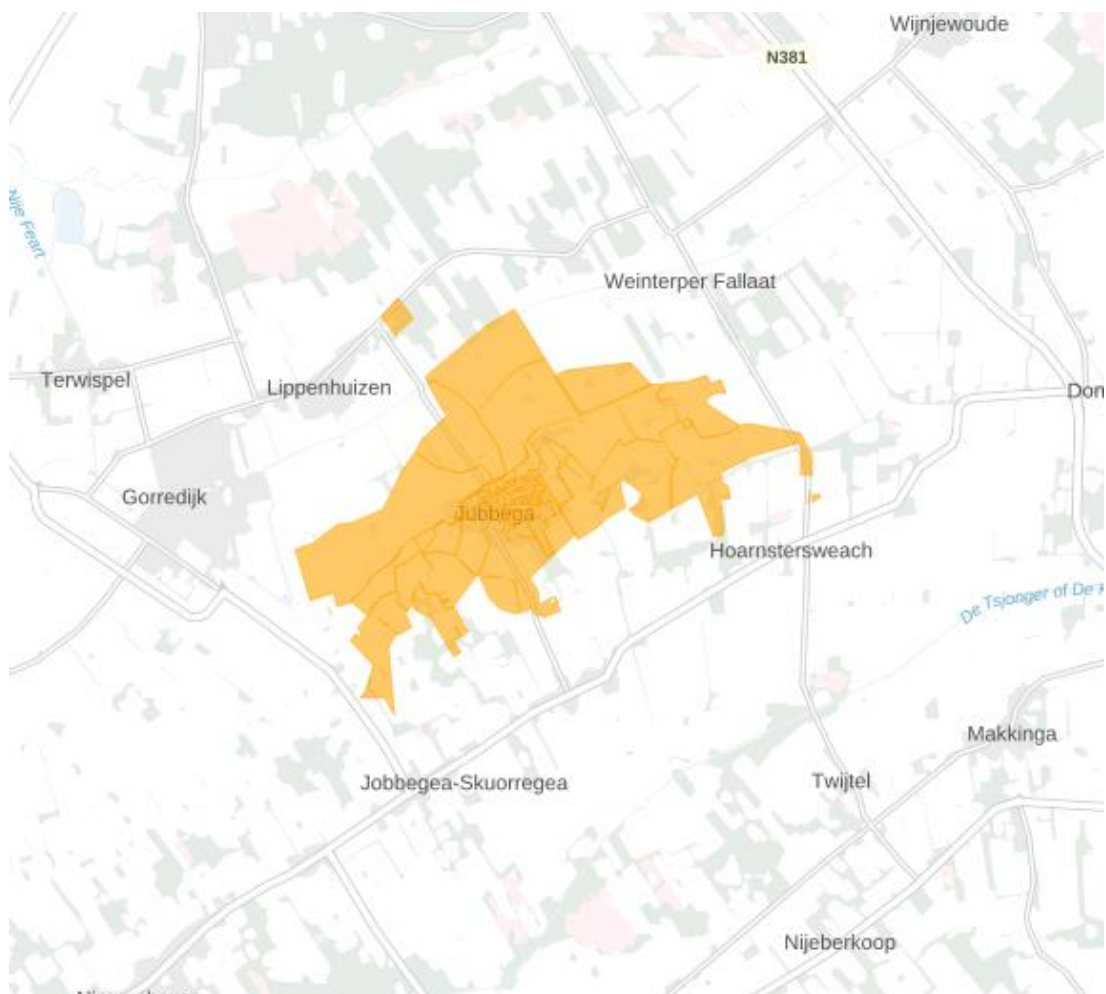 Wijnjewoude
N381
Nije Feart
Weinterper Fallaat
Terwispel
Lippenhuizen
Don
Gorredijk
Jubbega
Hoarnstersweach
De Tsjonger of De
Makkinga
Jobbegea-Skuorregea
Twijtel
Nijeberkoop